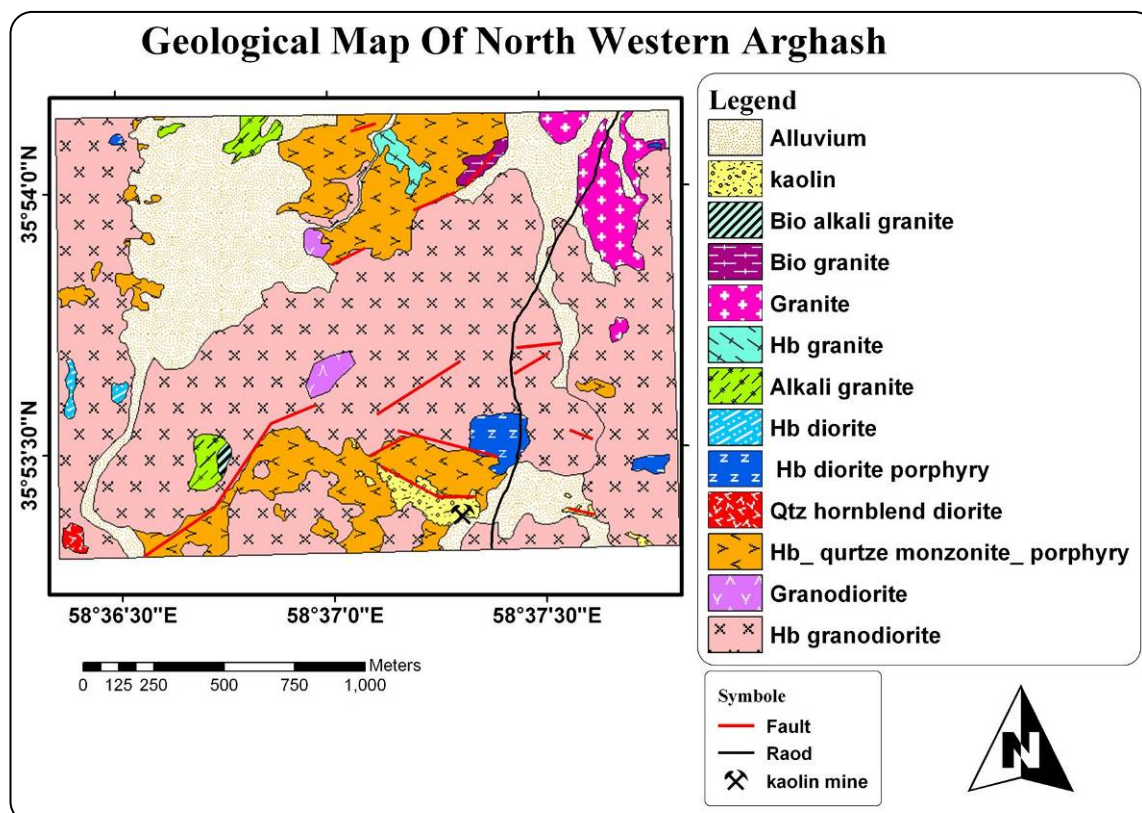 Geological Map Of North Western Arghash
35°54'0"N
35°53'30"N
58°36'30"E
58°37'0"E
58°37'30"E
0 125 250 500 750 1,000
Meters
Legend
Alluvium
kaolin
Bio alkali granite
Bio granite
Granite
Hb granite
Alkali granite
Hb diorite
Hb diorite porphyry
Qtz hornblend diorite
Hb_ qurtze monzonite_ porphyry
Granodiorite
Hb granodiorite
Symbole
Fault
Raod
kaolin mine
N